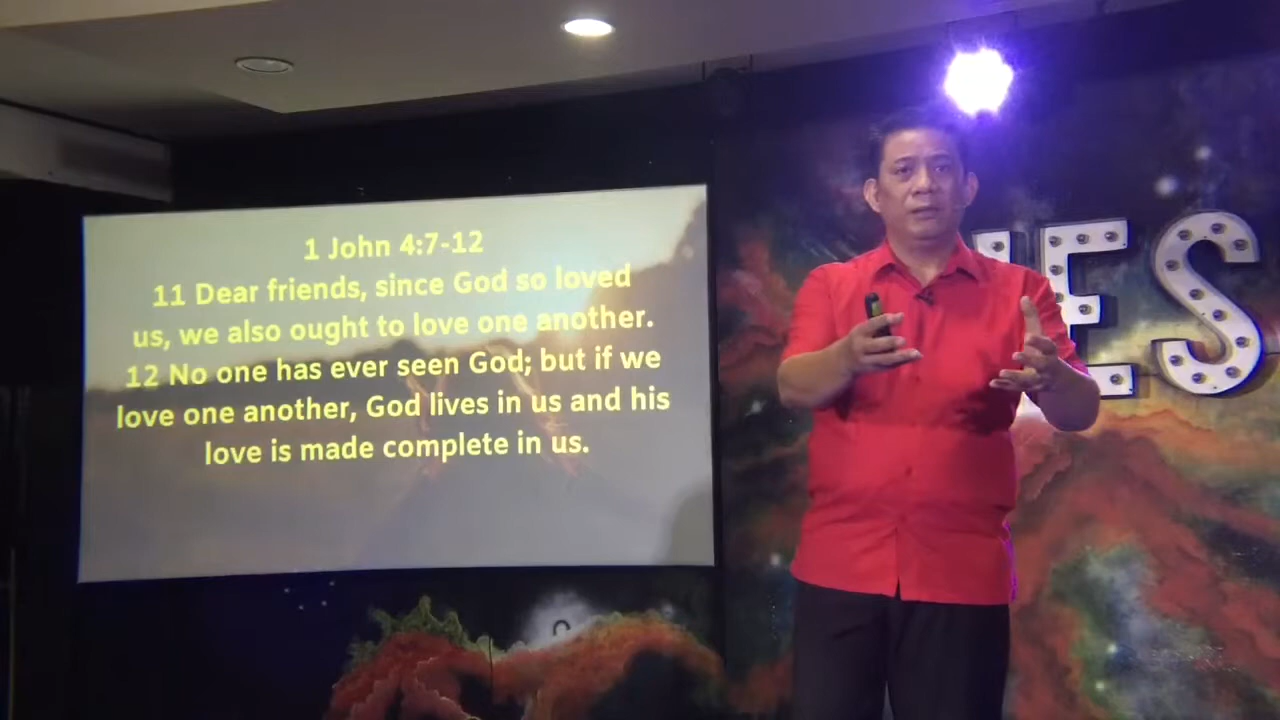 1 John 4:7-12
11 Dear friends, since God so loved
us, we also ought to love one another.
12 No one has ever seen God; but if we
love one another, God lives in us and his
love is made complete in us.
ES